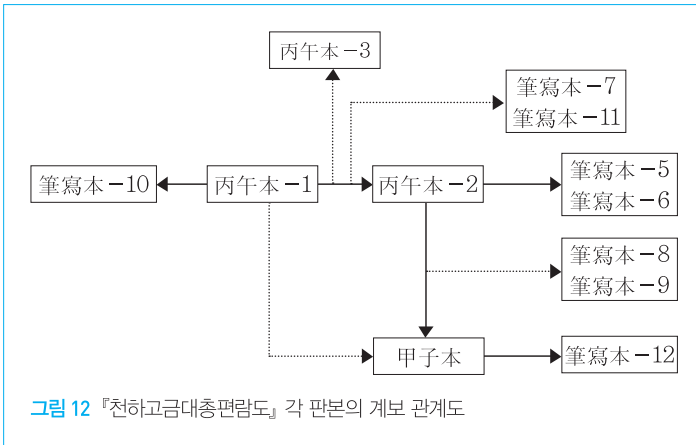 丙午本-3
筆寫本-7
筆寫本-11
筆寫本-10
丙午本-1
丙午本-2
筆寫本-5
筆寫本-6
筆寫本-8
筆寫本-9
甲子本
筆寫本-12
그림 12 『천하고금대총편람도』 각 판본의 계보 관계도